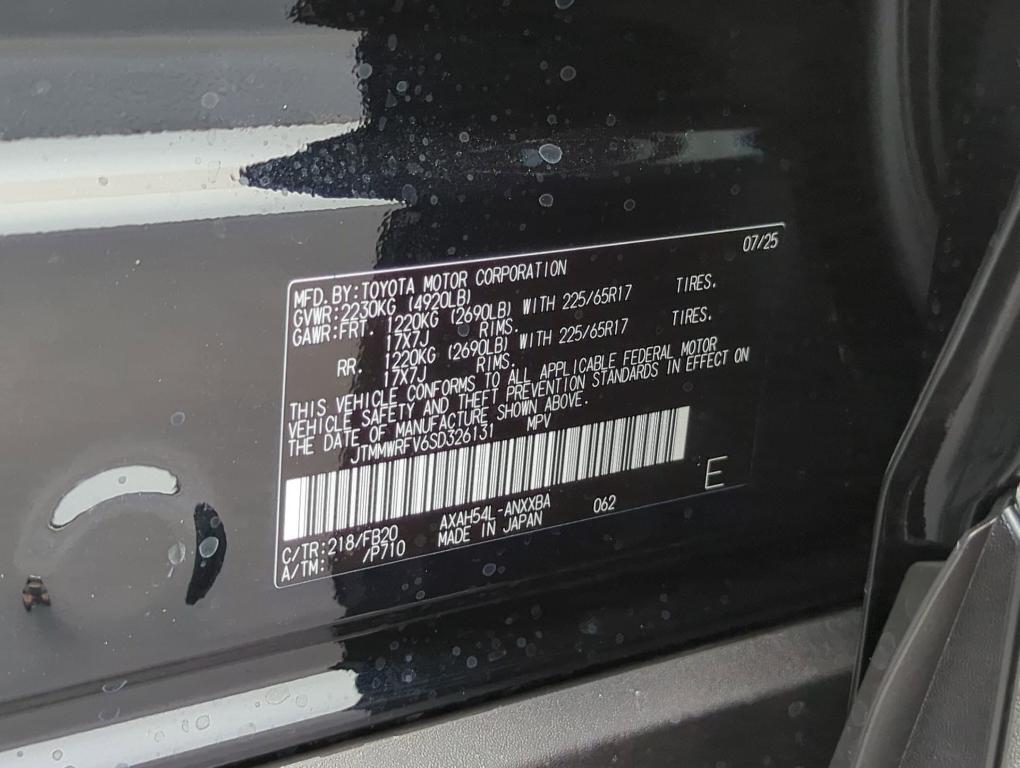 07/25
MFD. BY:TOYOTA MOTOR CORPORATION
GVWR:2230KG (4920LB)
GAWR:FRT. 1220KG (2690LB) WITH 225/65R17 TIRES.
17X7J RIMS.
RR. 1220KG (2690LB) WITH 225/65R17 TIRES.
17X7J RIMS.
THIS VEHICLE CONFORMS TO ALL APPLICABLE FEDERAL MOTOR
VEHICLE SAFETY AND THEFT PREVENTION STANDARDS IN EFFECT ON
THE DATE OF MANUFACTURE SHOWN ABOVE.
JTMMWRFV6SD326131 MPV
E
C/TR:218/FB20 AXAH54L-ANXXBA 062
A/TM: /P710 MADE IN JAPAN